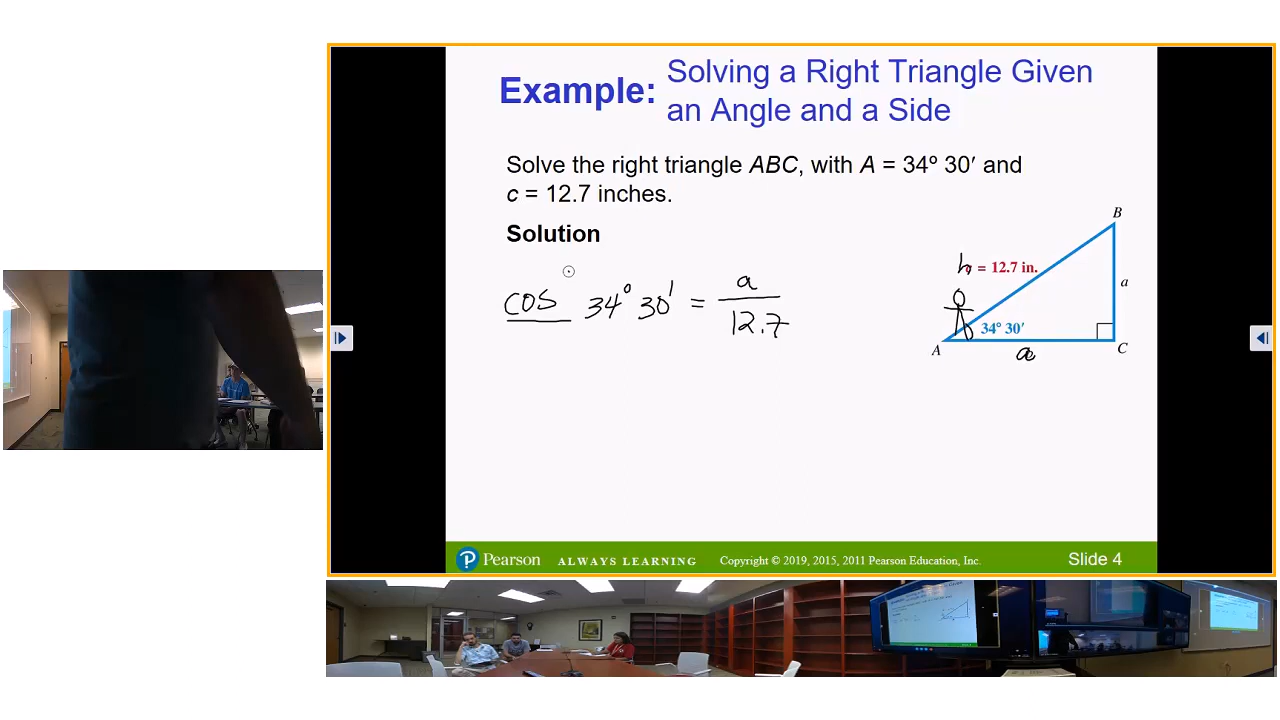 Example: Solving a Right Triangle Given
an Angle and a Side
Solve the right triangle ABC, with A = 34º 30′ and
c = 12.7 inches.
Solution
cos 34° 30' = a
12.7
B
h = 12.7 in.
a
34° 30′
A
a
C
Pearson ALWAYS LEARNING Copyright © 2019, 2015, 2011 Pearson Education, Inc. Slide 4